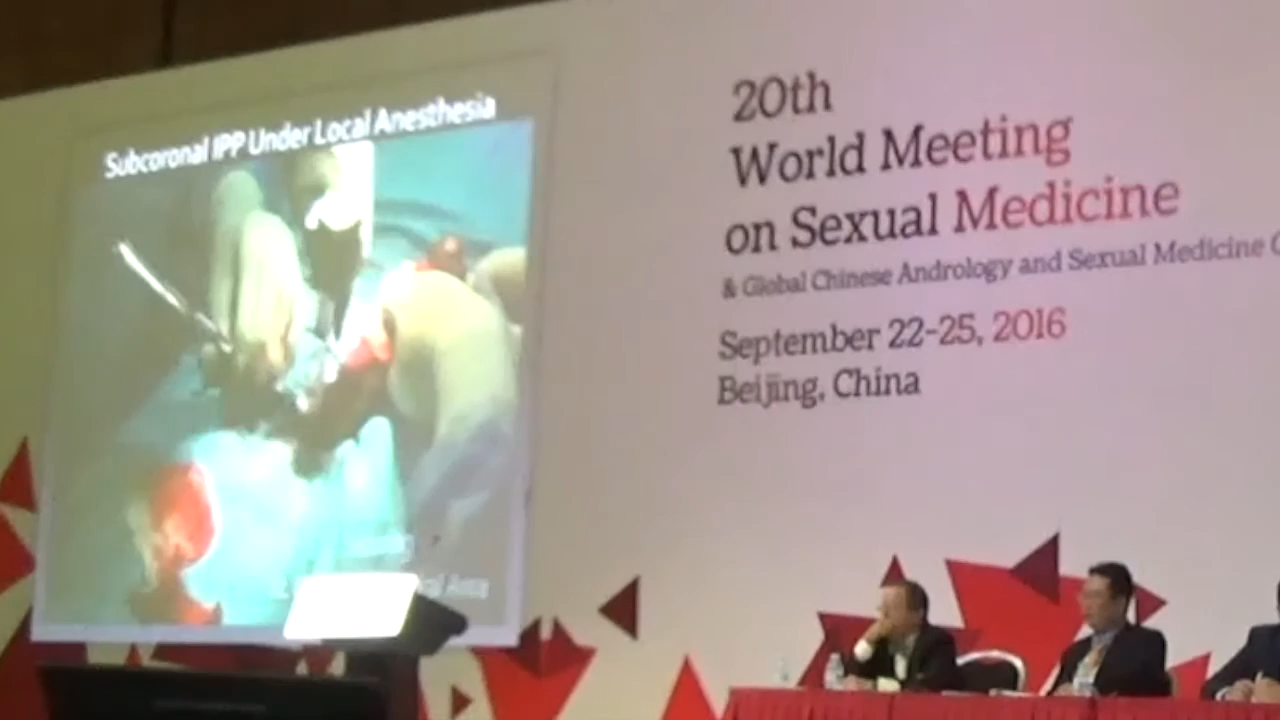 Subcoronal IPP Under Local Anesthesia
20th
World Meeting
on Sexual Medicine
& Global Chinese Andrology and Sexual Medicine
September 22-25, 2016
Beijing, China
Area